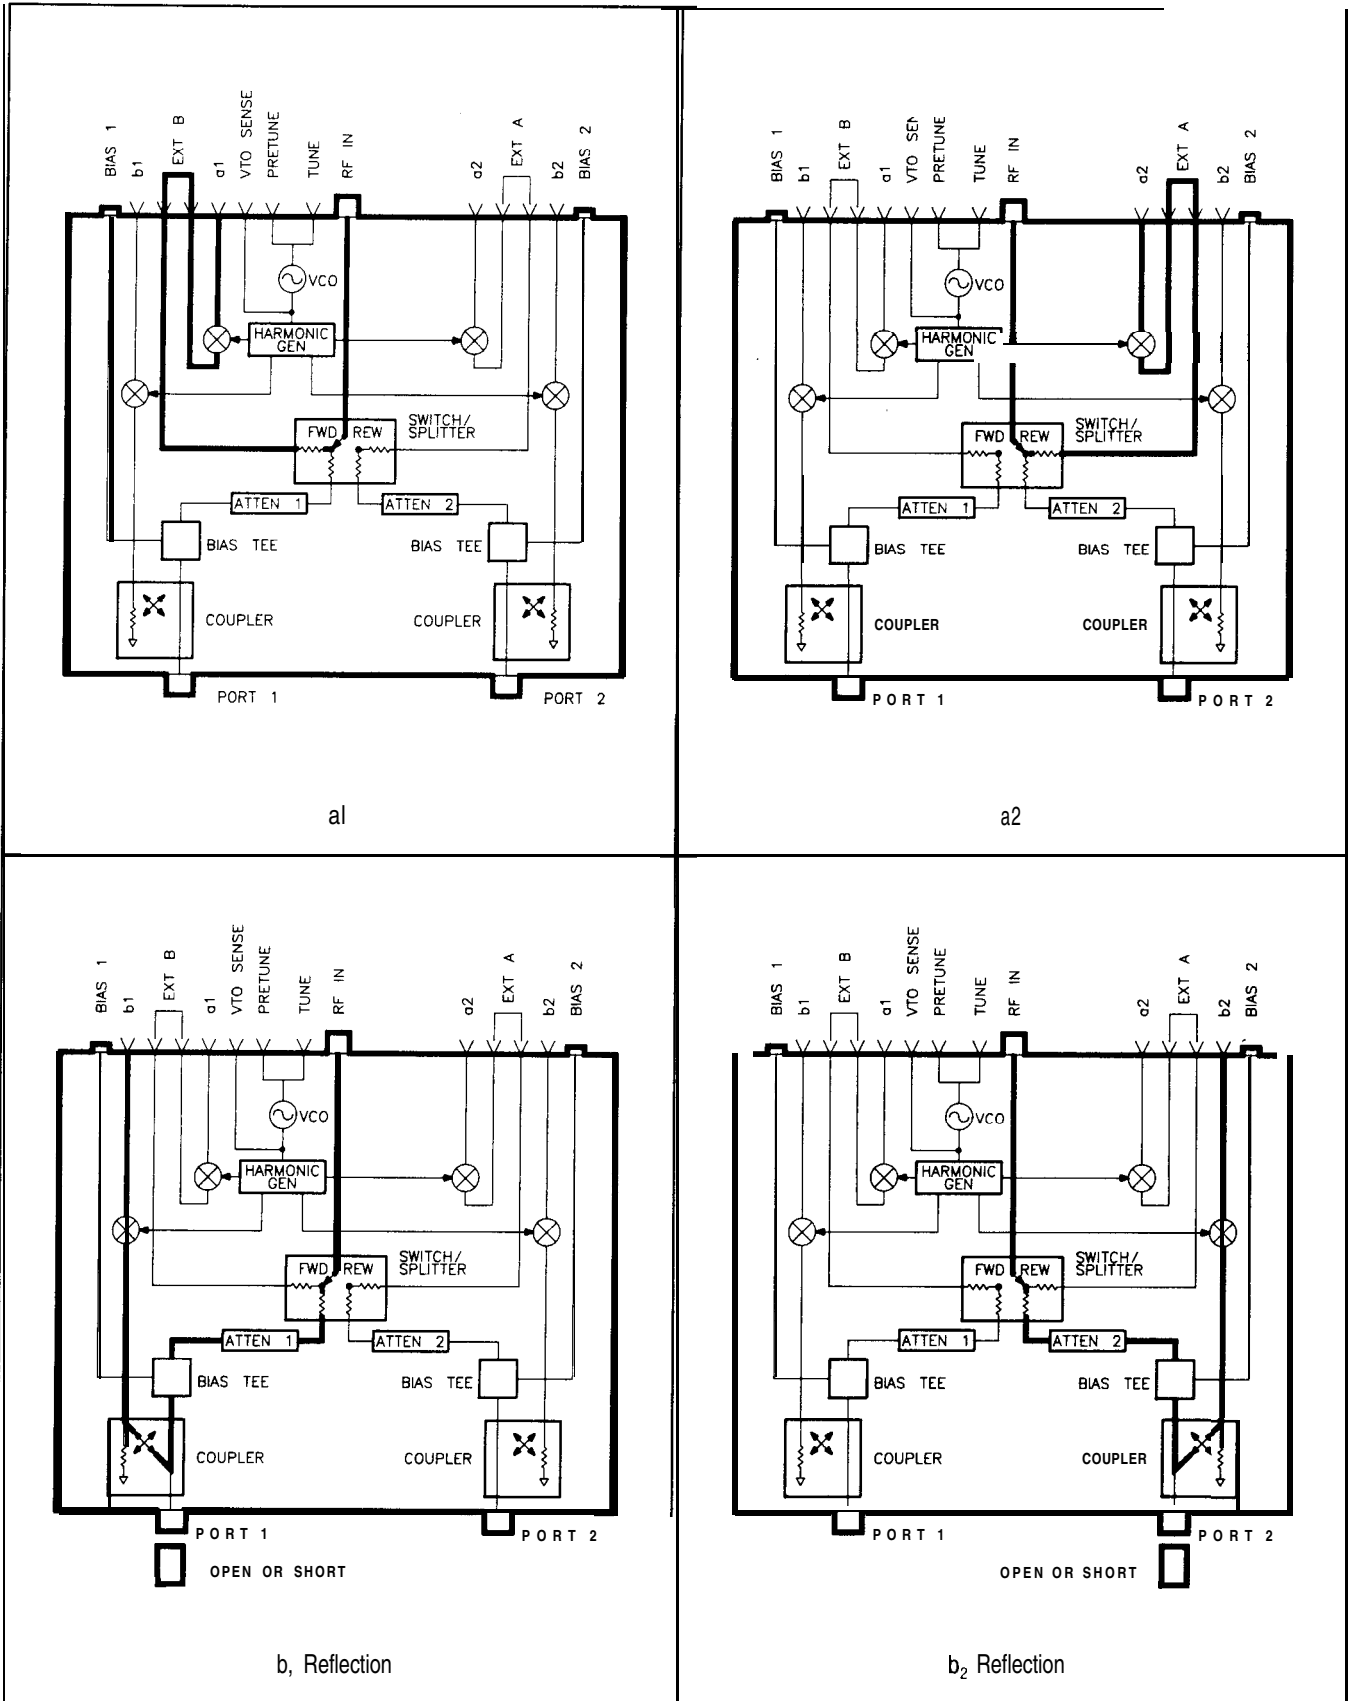 BIAS 1
b1
EXT B
a1
VTO SENSE
PRETUNE
TUNE
RF IN
a2
EXT A
b2
BIAS 2
VCO
HARMONIC
GEN
FWD
REW
SWITCH/
SPLITTER
ATTEN 1
ATTEN 2
BIAS TEE
BIAS TEE
COUPLER
COUPLER
PORT 1
PORT 2
al
BIAS 1
b1
EXT B
a1
VTO SEN
PRETUNE
TUNE
RF IN
a2
EXT A
b2
BIAS 2
VCO
HARMONIC
GEN
FWD
REW
SWITCH/
SPLITTER
ATTEN 1
ATTEN 2
BIAS TEE
BIAS TEE
COUPLER
COUPLER
PORT 1
PORT 2
a2
BIAS 1
b1
EXT B
a1
VTO SENSE
PRETUNE
TUNE
RF IN
a2
EXT A
b2
BIAS 2
VCO
HARMONIC
GEN
FWD
REW
SWITCH/
SPLITTER
ATTEN 1
ATTEN 2
BIAS TEE
BIAS TEE
COUPLER
COUPLER
PORT 1
PORT 2
OPEN OR SHORT
b, Reflection
BIAS 1
b1
EXT B
a1
VTO SENSE
PRETUNE
TUNE
RF IN
a2
EXT A
b2
BIAS 2
VCO
HARMONIC
GEN
FWD
REW
SWITCH/
SPLITTER
ATTEN 1
ATTEN 2
BIAS TEE
BIAS TEE
COUPLER
COUPLER
PORT 1
PORT 2
OPEN OR SHORT
b₂ Reflection